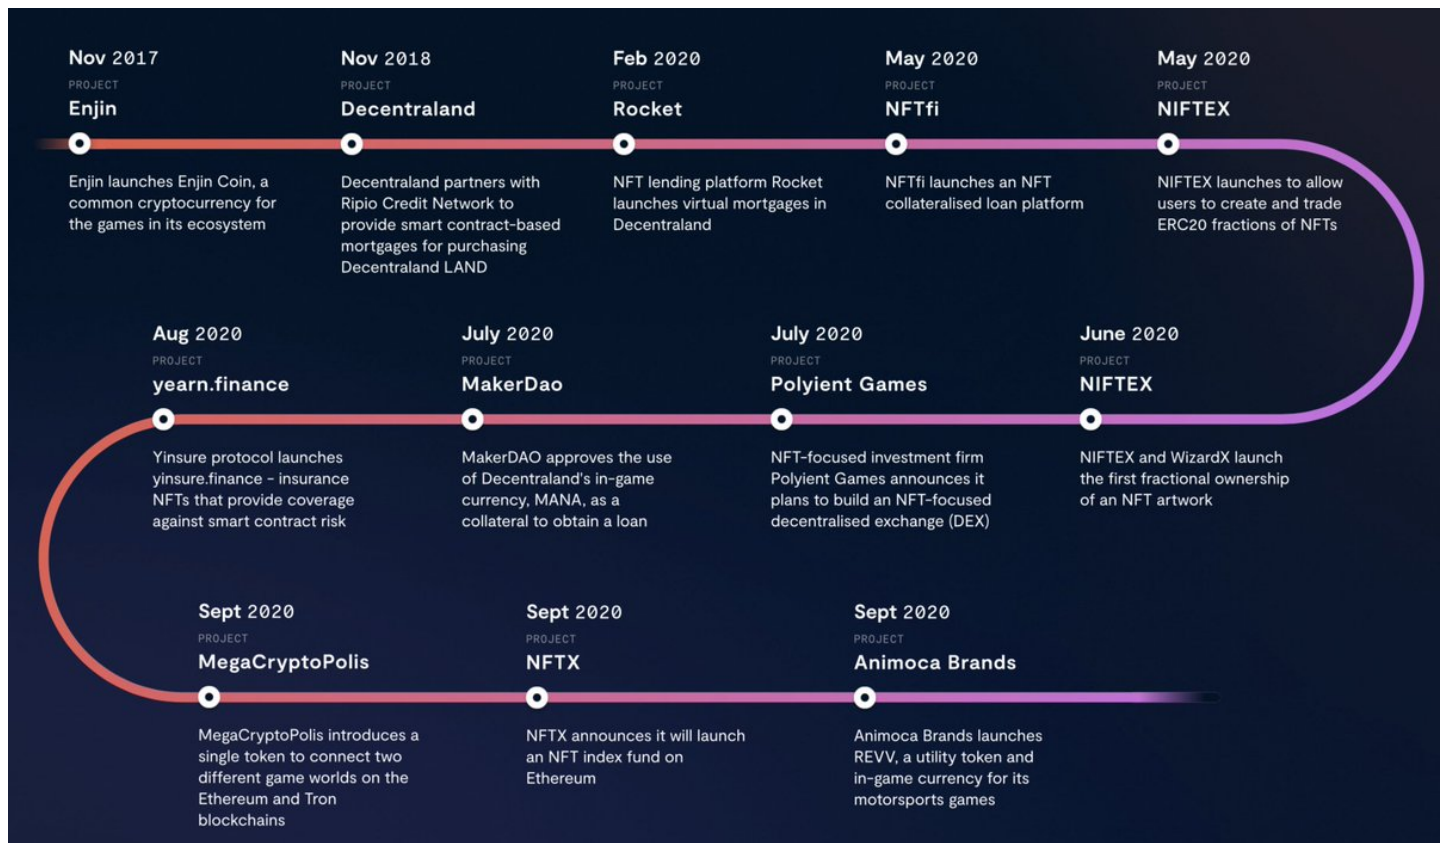 Nov 2017
PROJECT
Enjin
Enjin launches Enjin Coin, a
common cryptocurrency for
the games in its ecosystem
Nov 2018
PROJECT
Decentraland
Decentraland partners with
Ripio Credit Network to
provide smart contract-based
mortgages for purchasing
Decentraland LAND
Feb 2020
PROJECT
Rocket
NFT lending platform Rocket
launches virtual mortgages in
Decentraland
May 2020
PROJECT
NFTfi
NFTfi launches an NFT
collateralised loan platform
May 2020
PROJECT
NIFTEX
NIFTEX launches to allow
users to create and trade
ERC20 fractions of NFTs
June 2020
PROJECT
NIFTEX
NIFTEX and WizardX launch
the first fractional ownership
of an NFT artwork
July 2020
PROJECT
Polyient Games
NFT-focused investment firm
Polyient Games announces it
plans to build an NFT-focused
decentralised exchange (DEX)
July 2020
PROJECT
MakerDao
MakerDAO approves the use
of Decentraland's in-game
currency, MANA, as a
collateral to obtain a loan
Aug 2020
PROJECT
yearn.finance
Yinsure protocol launches
yinsure.finance - insurance
NFTs that provide coverage
against smart contract risk
Sept 2020
PROJECT
MegaCryptoPolis
MegaCryptoPolis introduces a
single token to connect two
different game worlds on the
Ethereum and Tron
blockchains
Sept 2020
PROJECT
NFTX
NFTX announces it will launch
an NFT index fund on
Ethereum
Sept 2020
PROJECT
Animoca Brands
Animoca Brands launches
REVV, a utility token and
in-game currency for its
motorsports games